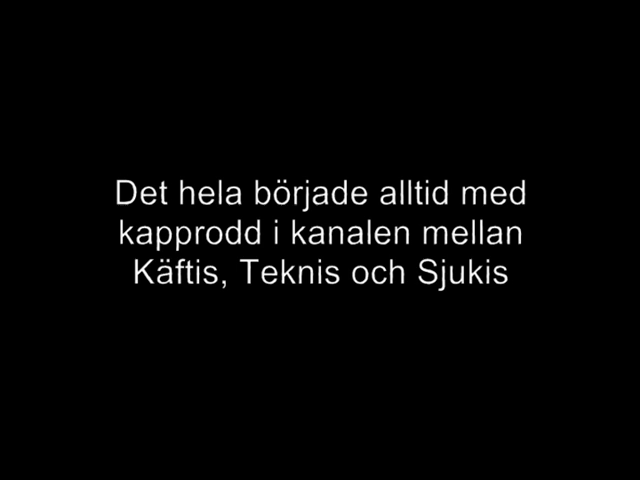 Det hela började alltid med
kapprodd i kanalen mellan
Käftis, Teknis och Sjukis